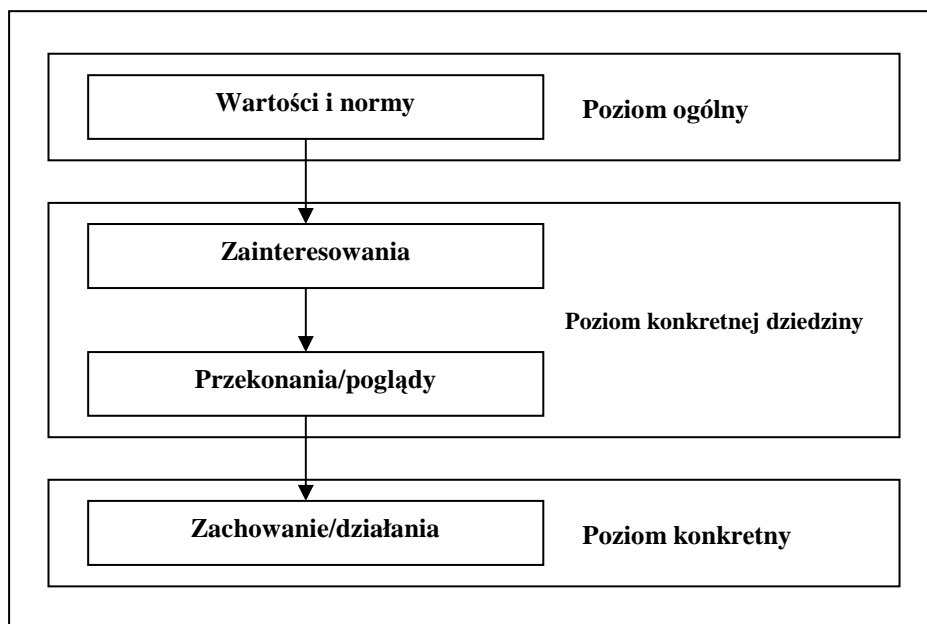 Wartości i normy
Poziom ogólny
Zainteresowania
Poziom konkretnej dziedziny
Przekonania/poglądy
Zachowanie/działania
Poziom konkretny